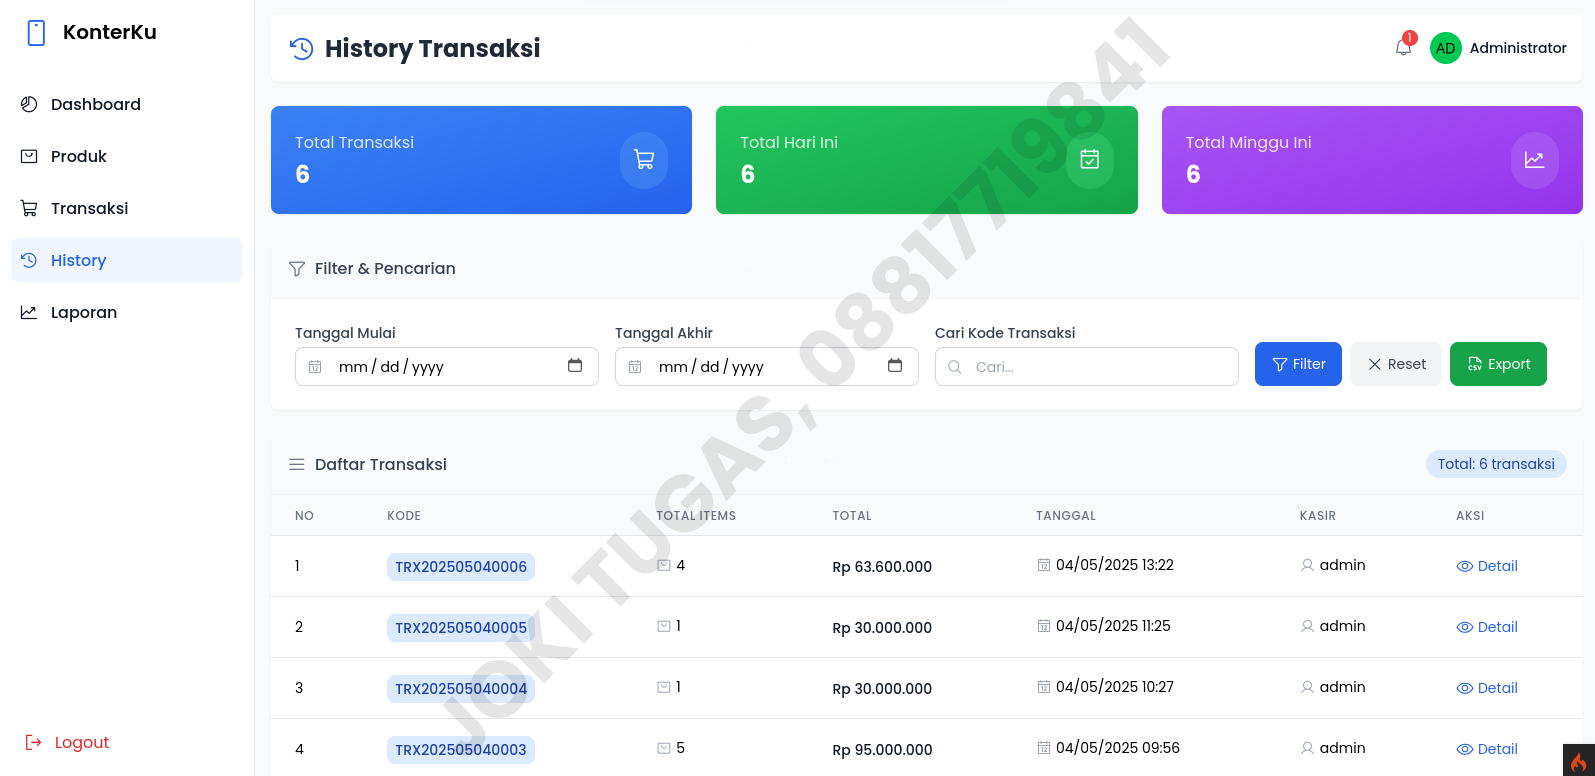 KonterKu
Dashboard
Produk
Transaksi
History
Laporan
Logout
History Transaksi
1
AD
Administrator
Total Transaksi
6
Total Hari Ini
6
Total Minggu Ini
6
Filter & Pencarian
Tanggal Mulai
mm/dd/yyyy
Tanggal Akhir
mm/dd/yyyy
Cari Kode Transaksi
Cari...
Filter
Reset
CSV Export
Daftar Transaksi
Total: 6 transaksi
NO KODE TOTAL ITEMS TOTAL TANGGAL KASIR AKSI
1 TRX202505040006 4 Rp 63.600.000 04/05/2025 13:22 admin Detail
2 TRX202505040005 1 Rp 30.000.000 04/05/2025 11:25 admin Detail
3 TRX202505040004 1 Rp 30.000.000 04/05/2025 10:27 admin Detail
4 TRX202505040003 5 Rp 95.000.000 04/05/2025 09:56 admin Detail
JOKI TUGAS, 0881777719841